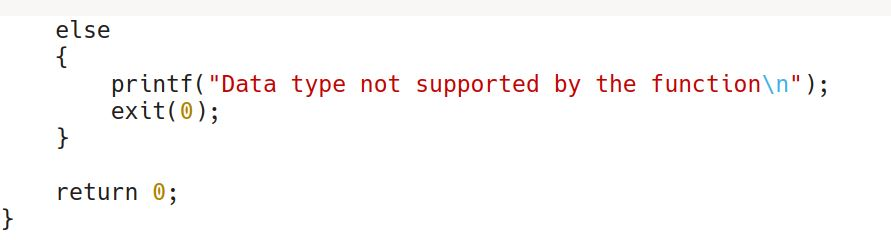 else
{
printf("Data type not supported by the function\n");
exit(0);
}
return 0;
}